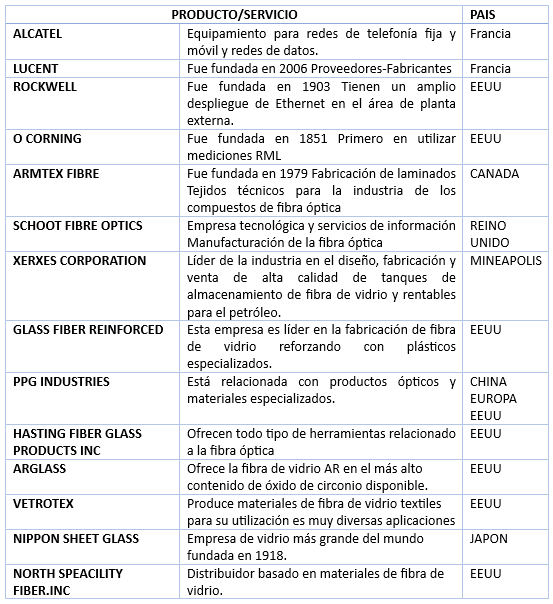 PRODUCTO/SERVICIO PAIS
ALCATEL Equipamiento para redes de telefonía fija y Francia
móvil y redes de datos.
LUCENT Fue fundada en 2006 Proveedores-Fabricantes Francia
ROCKWELL Fue fundada en 1903 Tienen un amplio EEUU
despliegue de Ethernet en el área de planta
externa.
O CORNING Fue fundada en 1851 Primero en utilizar EEUU
mediciones RML
ARMTEX FIBRE Fue fundada en 1979 Fabricación de laminados CANADA
Tejidos técnicos para la industria de los
compuestos de fibra óptica
SCHOOT FIBRE OPTICS Empresa tecnológica y servicios de información REINO
Manufacturación de la fibra óptica UNIDO
XERXES CORPORATION Líder de la industria en el diseño, fabricación y MINEAPOLIS
venta de alta calidad de tanques de
almacenamiento de fibra de vidrio y rentables
para el petróleo.
GLASS FIBER REINFORCED Esta empresa es líder en la fabricación de fibra EEUU
de vidrio reforzando con plásticos
especializados.
PPG INDUSTRIES Está relacionada con productos ópticos y CHINA
materiales especializados. EUROPA
EEUU
HASTING FIBER GLASS Ofrecen todo tipo de herramientas relacionado EEUU
PRODUCTS INC a la fibra óptica
ARGLASS Ofrece la fibra de vidrio AR en el más alto EEUU
contenido de óxido de circonio disponible.
VETROTEX Produce materiales de fibra de vidrio textiles EEUU
para su utilización es muy diversas aplicaciones
NIPPON SHEET GLASS Empresa de vidrio más grande del mundo JAPON
fundada en 1918.
NORTH SPEACILITY Distribuidor basado en materiales de fibra de EEUU
FIBER.INC vidrio.